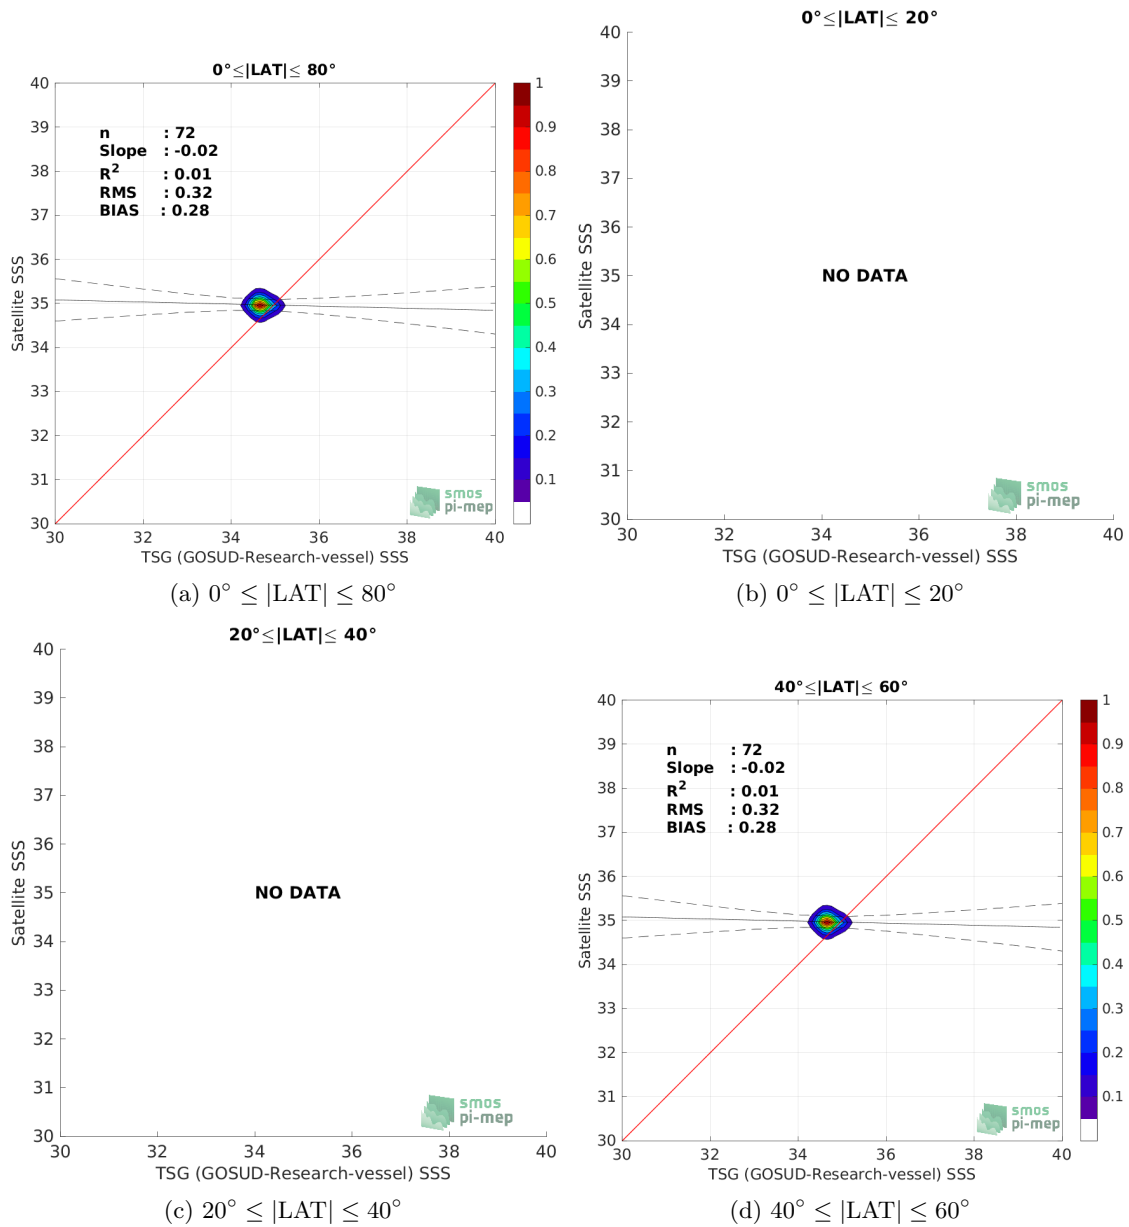 0°≤|LAT|≤ 80°
40
39
38
37
36
35
34
33
32
31
30
n : 72
Slope : -0.02
R² : 0.01
RMS : 0.32
BIAS : 0.28
Satellite SSS
smos
pi-mep
30 32 34 36 38 40
TSG (GOSUD-Research-vessel) SSS
1
0.9
0.8
0.7
0.6
0.5
0.4
0.3
0.2
0.1
(a) 0° ≤ |LAT| ≤ 80°
0°≤|LAT|≤ 20°
40
39
38
37
36
35
34
33
32
31
30
Satellite SSS
NO DATA
smos
pi-mep
30 32 34 36 38 40
TSG (GOSUD-Research-vessel) SSS
(b) 0° ≤ |LAT| ≤ 20°
20°≤|LAT|≤ 40°
40
39
38
37
36
35
34
33
32
31
30
Satellite SSS
NO DATA
smos
pi-mep
30 32 34 36 38 40
TSG (GOSUD-Research-vessel) SSS
(c) 20° ≤ |LAT| ≤ 40°
40°≤|LAT|≤ 60°
40
39
38
37
36
35
34
33
32
31
30
n : 72
Slope : -0.02
R² : 0.01
RMS : 0.32
BIAS : 0.28
Satellite SSS
smos
pi-mep
30 32 34 36 38 40
TSG (GOSUD-Research-vessel) SSS
1
0.9
0.8
0.7
0.6
0.5
0.4
0.3
0.2
0.1
(d) 40° ≤ |LAT| ≤ 60°